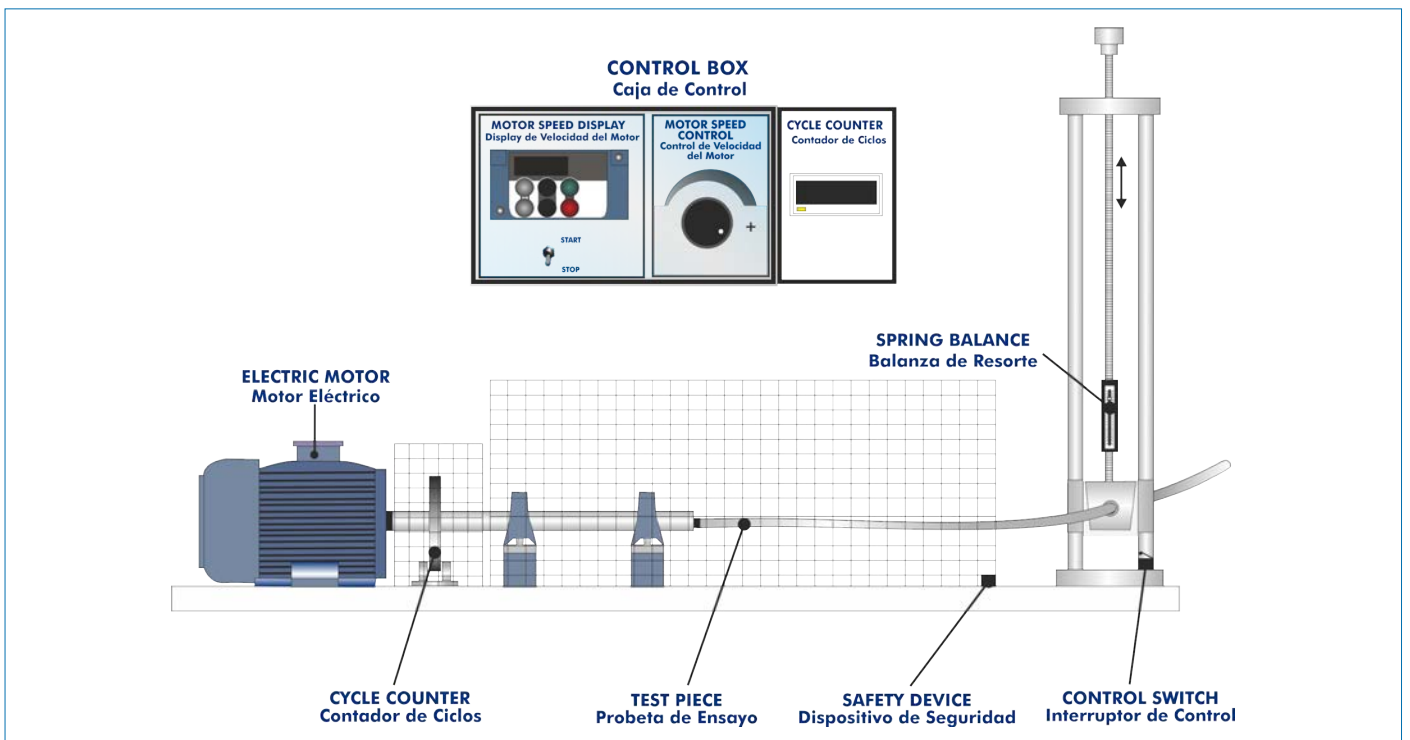 CONTROL BOX
Caja de Control
MOTOR SPEED DISPLAY
Display de Velocidad del Motor
START
STOP
MOTOR SPEED
CONTROL
Control de Velocidad
del Motor
+
CYCLE COUNTER
Contador de Ciclos
SPRING BALANCE
Balanza de Resorte
ELECTRIC MOTOR
Motor Eléctrico
CYCLE COUNTER
Contador de Ciclos
TEST PIECE
Probeta de Ensayo
SAFETY DEVICE
Dispositivo de Seguridad
CONTROL SWITCH
Interruptor de Control